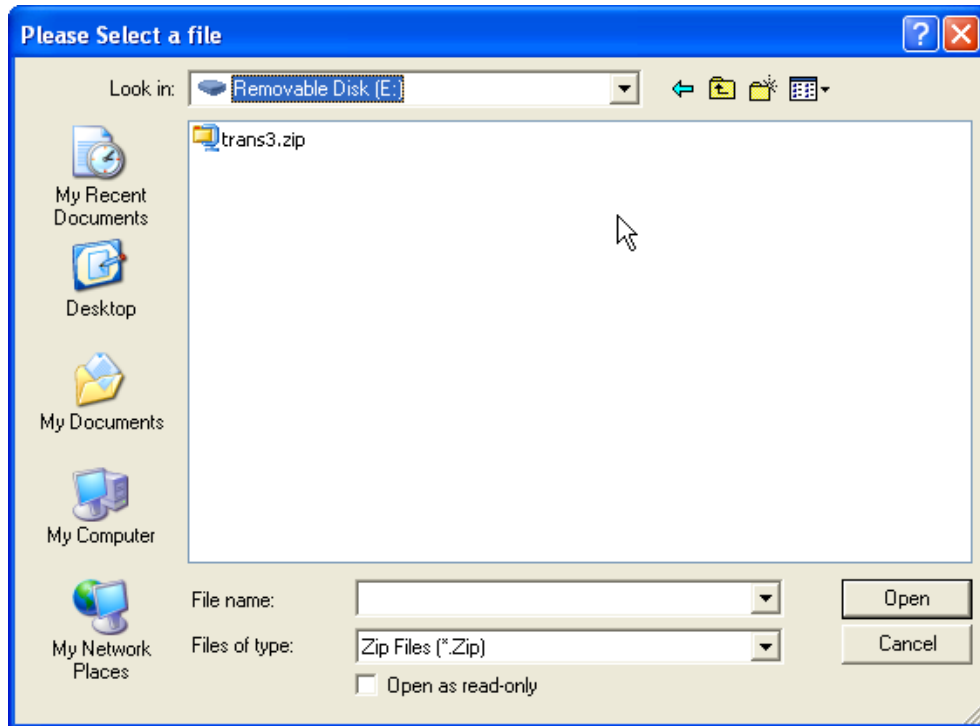 Please Select a file
Look in: Removable Disk (E:)
trans3.zip
My Recent
Documents
Desktop
My Documents
My Computer
My Network
Places
File name:
Open
Files of type: Zip Files (*.Zip)
Cancel
Open as read-only